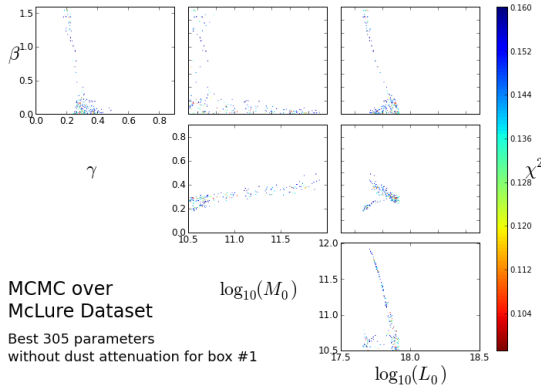 β
1.5
1.0
0.5
0.0
0.0 0.2 0.4 0.6 0.8
γ
0.8
0.6
0.4
0.2
0.0
10.5 11.0 11.5
log₁₀(M₀)
12.0
11.5
11.0
10.5
17.5 18.0 18.5
log₁₀(L₀)
0.160
0.152
0.144
0.136
0.128
0.120
0.112
0.104
χ²
MCMC over
McLure Dataset
Best 305 parameters
without dust attenuation for box #1